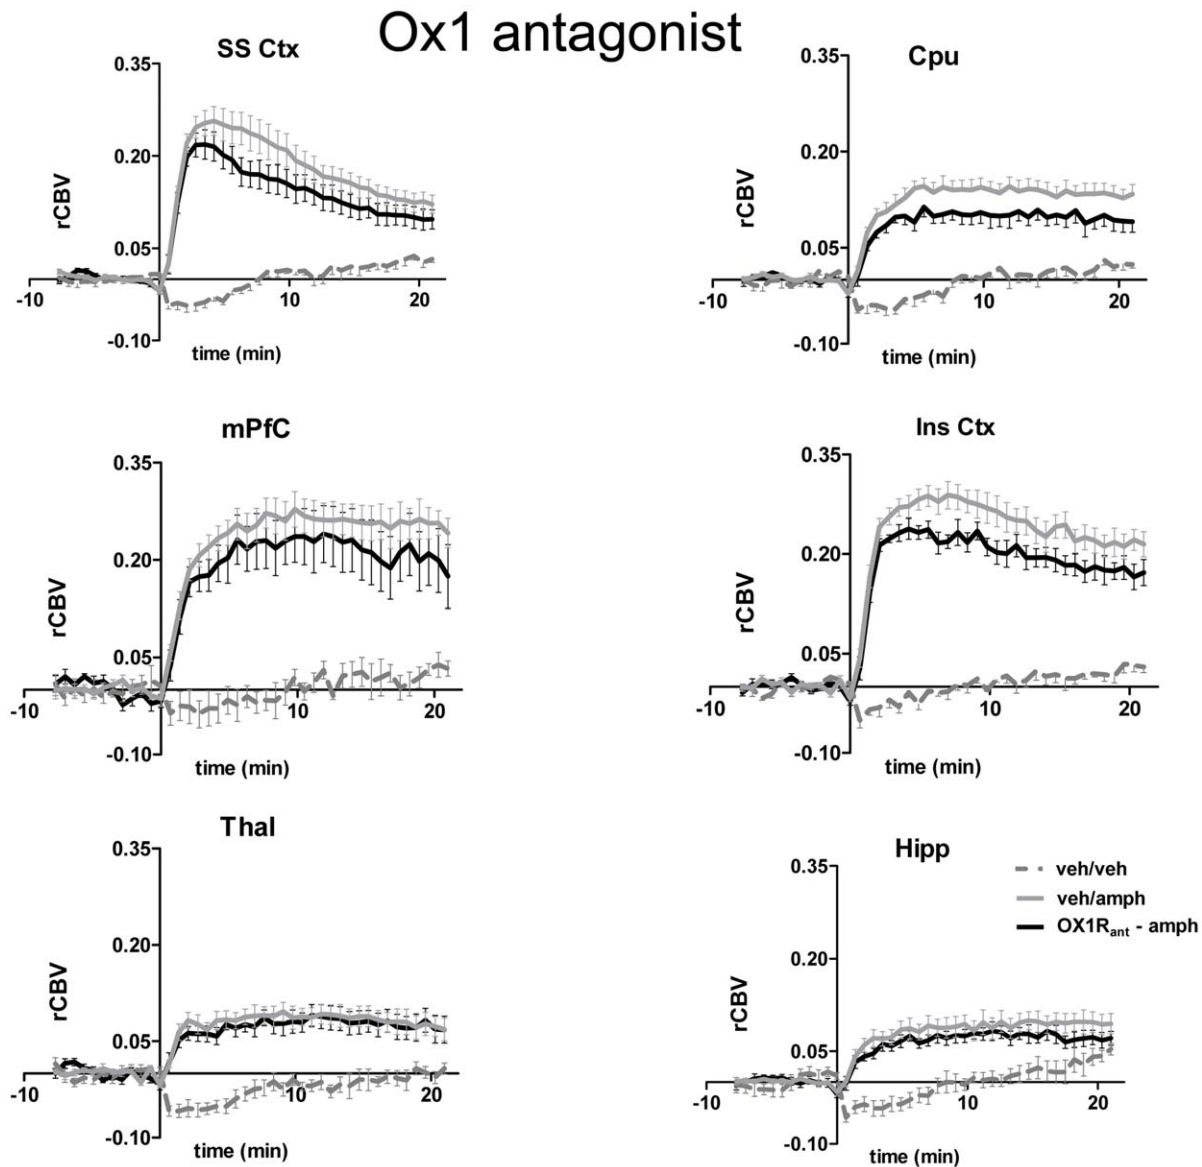 Ox1 antagonist
SS Ctx
0.35
0.20
0.05
-0.10
-10
10
20
rCBV
time (min)
Cpu
0.35
0.20
0.05
-0.10
-10
10
20
rCBV
time (min)
mPfC
0.35
0.20
0.05
-0.10
-10
10
20
rCBV
time (min)
Ins Ctx
0.35
0.20
0.05
-0.10
-10
10
20
rCBV
time (min)
Thal
0.35
0.20
0.05
-0.10
-10
10
20
rCBV
time (min)
Hipp
0.35
0.20
0.05
-0.10
-10
10
20
rCBV
time (min)
veh/veh
veh/amph
OX1Rant - amph